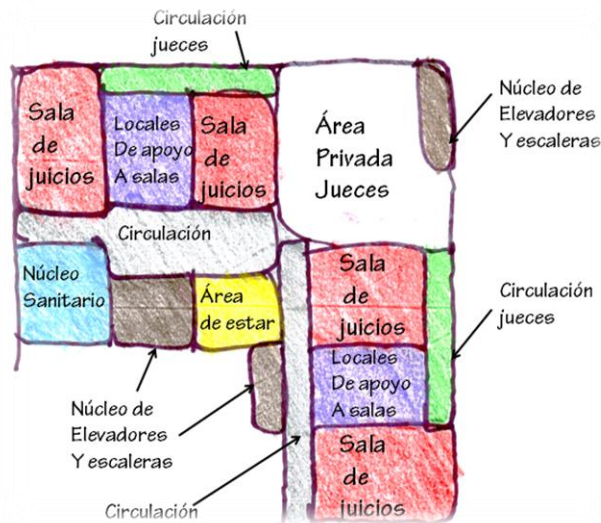 Circulación
jueces
Sala
de
juicios
Locales
De apoyo
A salas
Sala
de
juicios
Área
Privada
Jueces
Núcleo de
Elevadores
Y escaleras
Circulación
Núcleo
Sanitario
Área
de estar
Sala
de
juicios
Circulación
jueces
Locales
De apoyo
A salas
Núcleo de
Elevadores
Y escaleras
Sala
de
juicios
Circulación